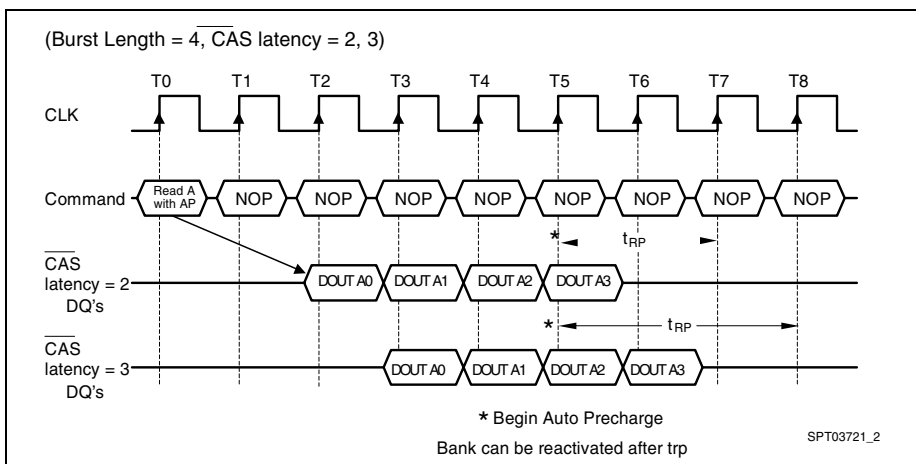 (Burst Length = 4, CAS latency = 2, 3)
T0 T1 T2 T3 T4 T5 T6 T7 T8
CLK
Command Read A with AP NOP NOP NOP NOP NOP NOP NOP NOP
* tRP
CAS
latency = 2
DQ's
DOUT A0 DOUT A1 DOUT A2 DOUT A3
* tRP
CAS
latency = 3
DQ's
DOUT A0 DOUT A1 DOUT A2 DOUT A3
* Begin Auto Precharge
Bank can be reactivated after trp
SPT03721_2